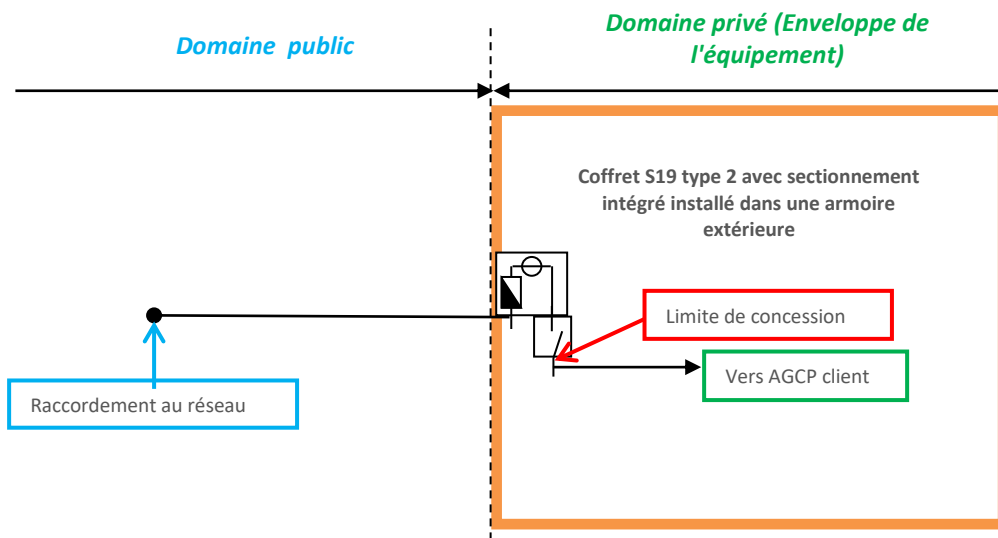 Domaine public
Domaine privé (Enveloppe de
l'équipement)
Coffret S19 type 2 avec sectionnement
intégré installé dans une armoire
extérieure
Limite de concession
Vers AGCP client
Raccordement au réseau